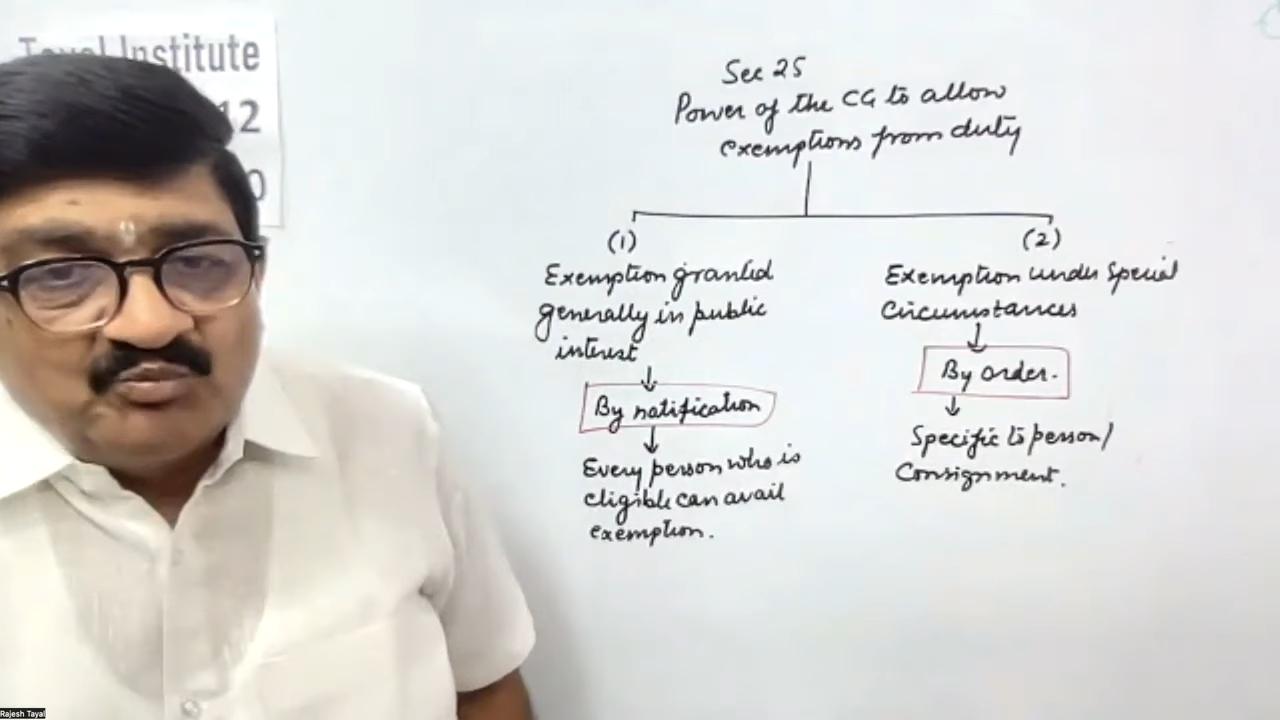 Tayal Institute
12
0
Sec 25
Power of the CG to allow
exemptions from duty
(1)
Exemption granted
generally in public
interest
By notification
Every person who is
eligible can avail
exemption.
(2)
Exemption under Special
Circumstances
By order.
Specific to person/
Consignment.
Rajesh Tayal